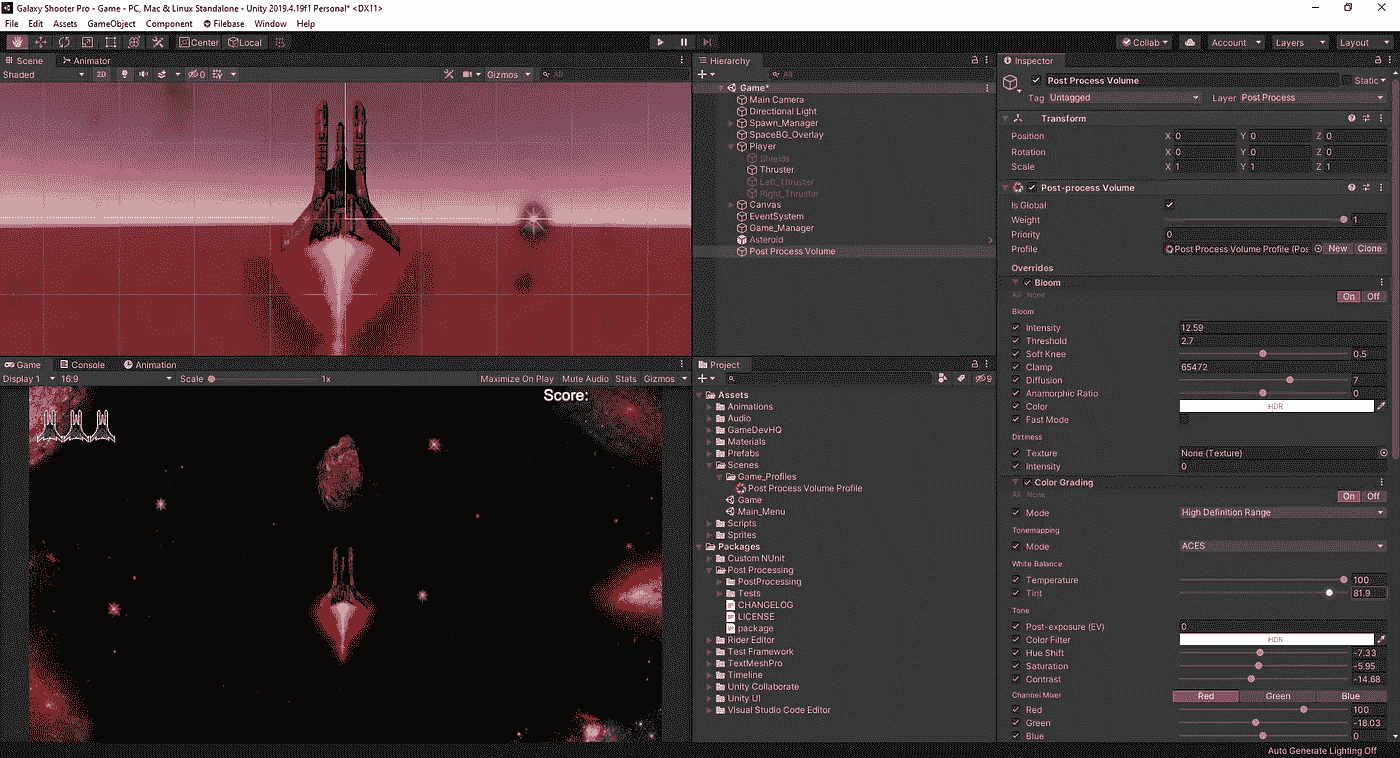 Galaxy Shooter Pro - Game - PC, Mac & Linux Standalone - Unity 2019.4.19f1 Personal* <DX11>
File Edit Assets GameObject Component Filebase Window Help
Center Local Collab Account Layers Layout
Scene Animator
Shaded 2D 0 Gizmos All
Hierarchy
All
Game*
Main Camera
Directional Light
Spawn_Manager
SpaceBG_Overlay
Player
Shields
Thruster
Left_Thruster
Right_Thruster
Canvas
EventSystem
Game_Manager
Asteroid
Post Process Volume
Game Console Animation
Display 1 16:9 Scale 1x Maximize On Play Mute Audio Stats Gizmos
Score:
Project
9
Assets
Animations
Audio
GameDevHQ
Materials
Prefabs
Scenes
Game_Profiles
Post Process Volume Profile
Game
Main_Menu
Scripts
Sprites
Packages
Custom NUnit
Post Processing
PostProcessing
Tests
CHANGELOG
LICENSE
package
Rider Editor
Test Framework
TextMeshPro
Timeline
Unity Collaborate
Unity UI
Visual Studio Code Editor
Inspector
Post Process Volume Static
Tag Untagged Layer Post Process
Transform
Position X 0 Y 0 Z 0
Rotation X 0 Y 0 Z 0
Scale X 1 Y 1 Z 1
Post-process Volume
Is Global
Weight 1
Priority 0
Profile Post Process Volume Profile (Pos New Clone
Overrides
Bloom
All None On Off
Bloom
Intensity 12.59
Threshold 2.7
Soft Knee 0.5
Clamp 65472
Diffusion 7
Anamorphic Ratio 0
Color HDR
Fast Mode
Dirtiness
Texture None (Texture)
Intensity 0
Color Grading
All None On Off
Mode High Definition Range
Tonemapping
Mode ACES
White Balance
Temperature 100
Tint 81.9
Tone
Post-exposure (EV) 0
Color Filter HDR
Hue Shift -7.33
Saturation -5.95
Contrast -14.68
Channel Mixer Red Green Blue
Red 100
Green -18.03
Blue 0
Auto Generate Lighting Off